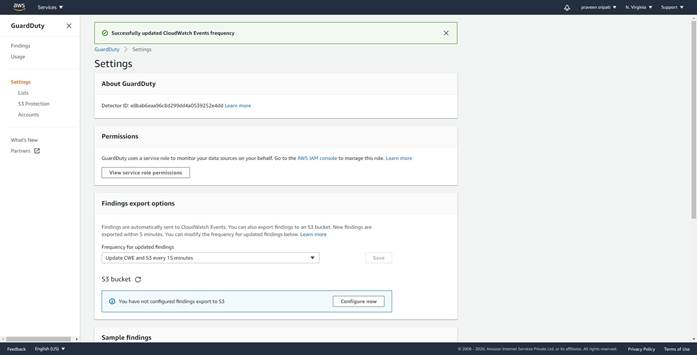 aws
Services
praveen sripati
N. Virginia
Support
GuardDuty
Successfully updated CloudWatch Events frequency
GuardDuty
Settings
Findings
Usage
Settings
Settings
Lists
S3 Protection
Accounts
What's New
Partners
About GuardDuty
Learn more
Permissions
GuardDuty uses a service role to monitor your data sources on your behalf. Go to the AWS IAM console to manage this role. Learn more
View service role permissions
Findings export options
Findings are automatically sent to CloudWatch Events. You can also export findings to an S3 bucket. New findings are
exported within 5 minutes. You can modify the frequency for updated findings below. Learn more
Frequency for updated findings
Update CWE and S3 every 15 minutes
Save
S3 bucket
You have not configured findings export to S3
Configure now
Sample findings
Feedback
English (US)
© 2008 - 2020, Amazon Internet Services Private Ltd. or its affiliates. All rights reserved.
Privacy Policy
Terms of Use